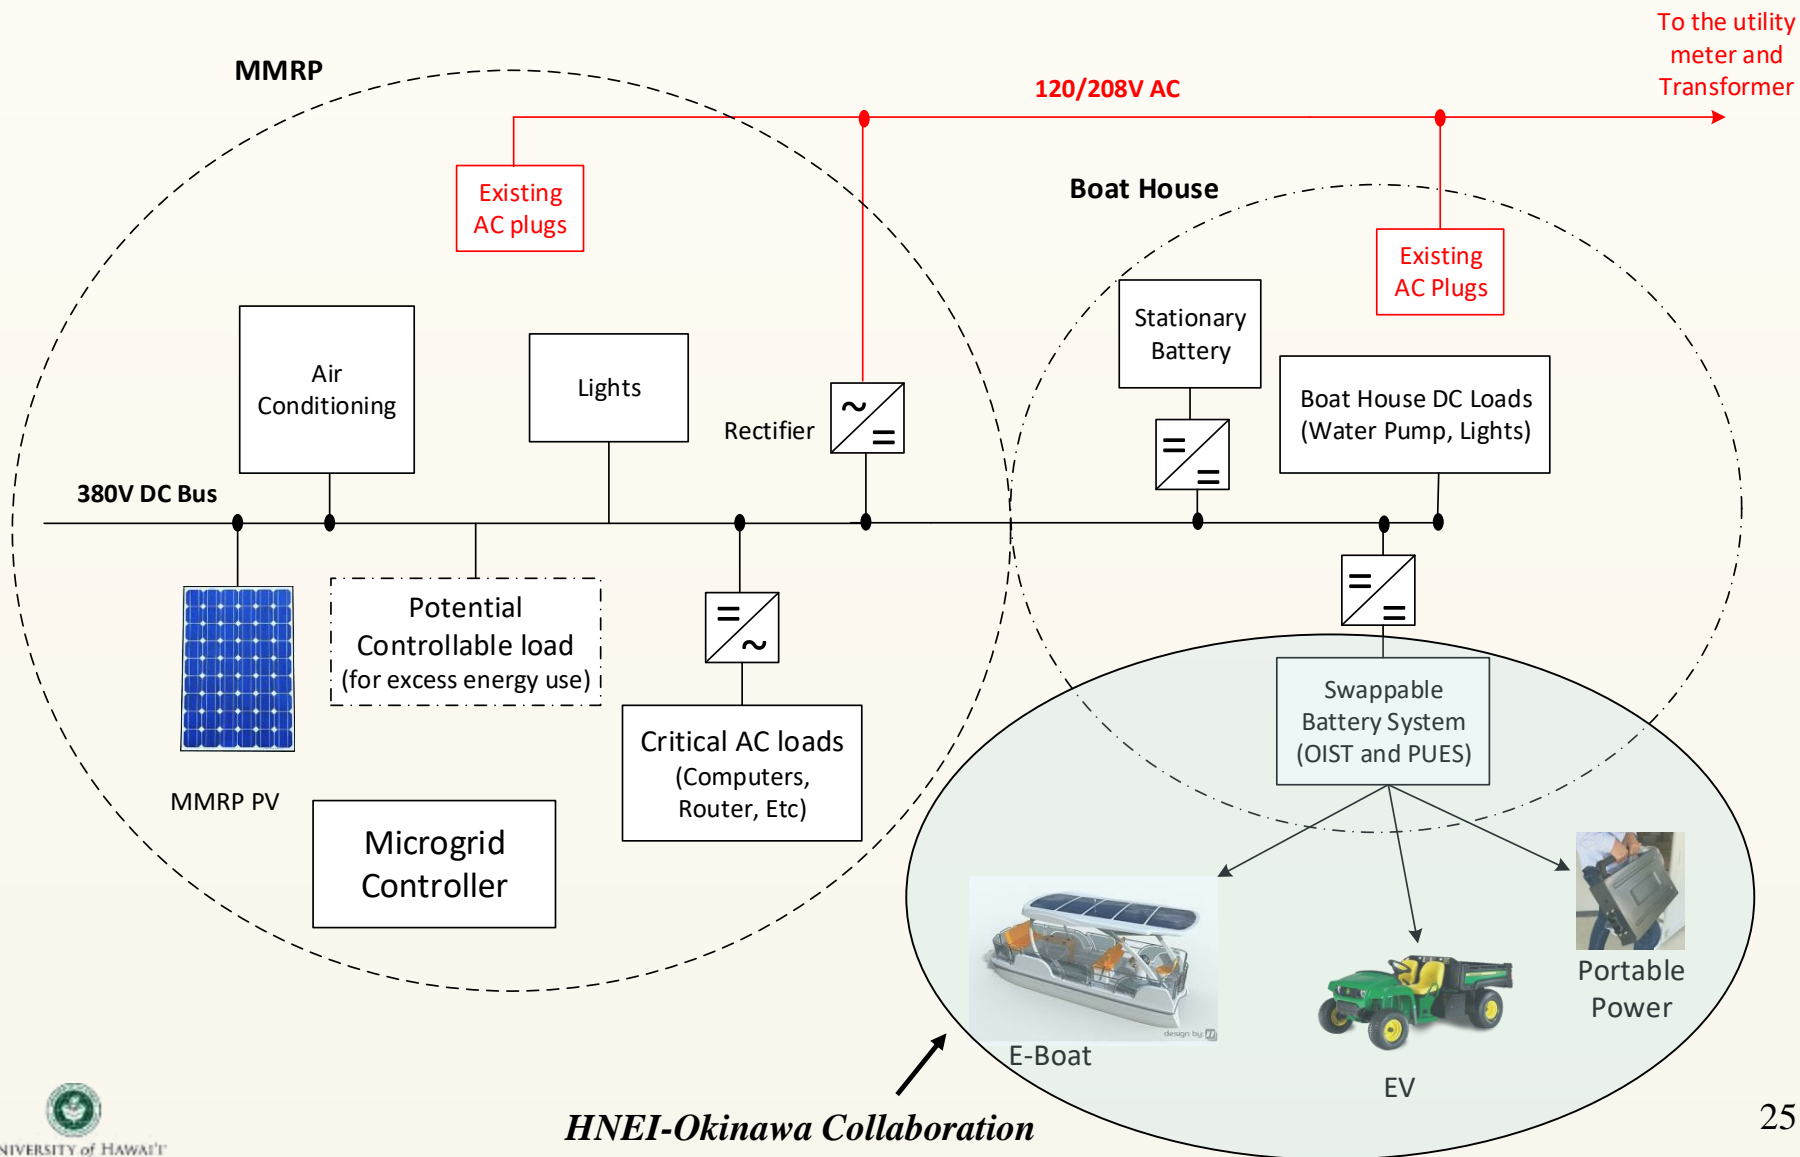 To the utility
meter and
Transformer
MMRP
120/208V AC
Existing
AC plugs
Boat House
Existing
AC Plugs
Stationary
Battery
Air
Conditioning
Lights
Rectifier
~
=
=
=
Boat House DC Loads
(Water Pump, Lights)
380V DC Bus
Potential
Controllable load
(for excess energy use)
=
~
=
=
MMRP PV
Critical AC loads
(Computers,
Router, Etc)
Swappable
Battery System
(OIST and PUES)
Microgrid
Controller
design by:
E-Boat
EV
Portable
Power
HNEI-Okinawa Collaboration
25
NIVERSITY of HAWAI'I